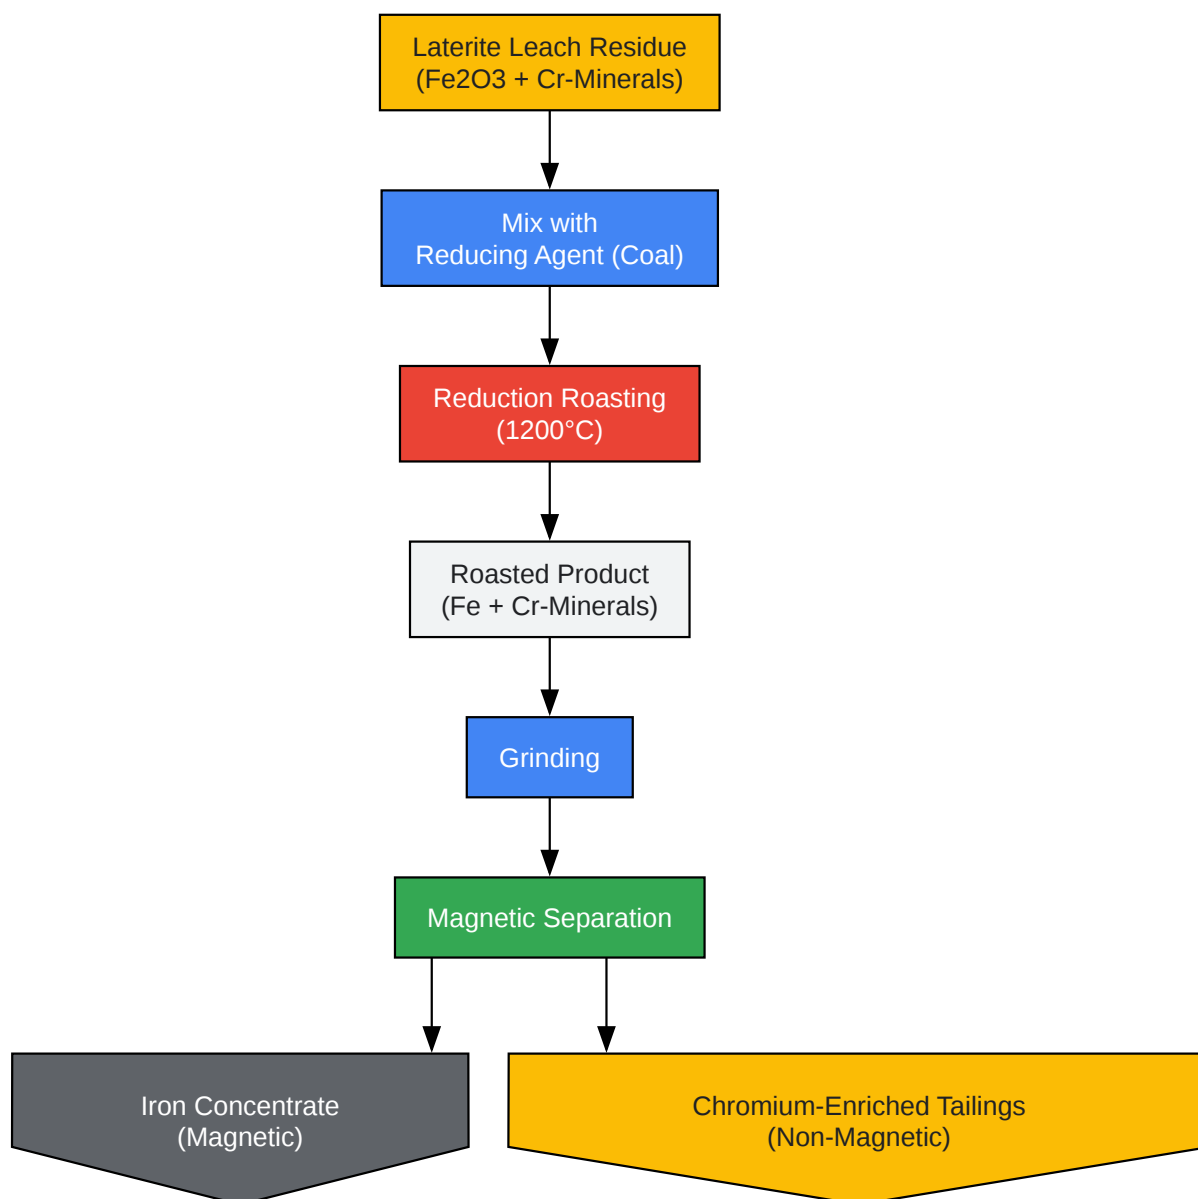 Laterite Leach Residue
(Fe2O3 + Cr-Minerals)
Mix with
Reducing Agent (Coal)
Reduction Roasting
(1200°C)
Roasted Product
(Fe + Cr-Minerals)
Grinding
Magnetic Separation
Iron Concentrate
(Magnetic)
Chromium-Enriched Tailings
(Non-Magnetic)